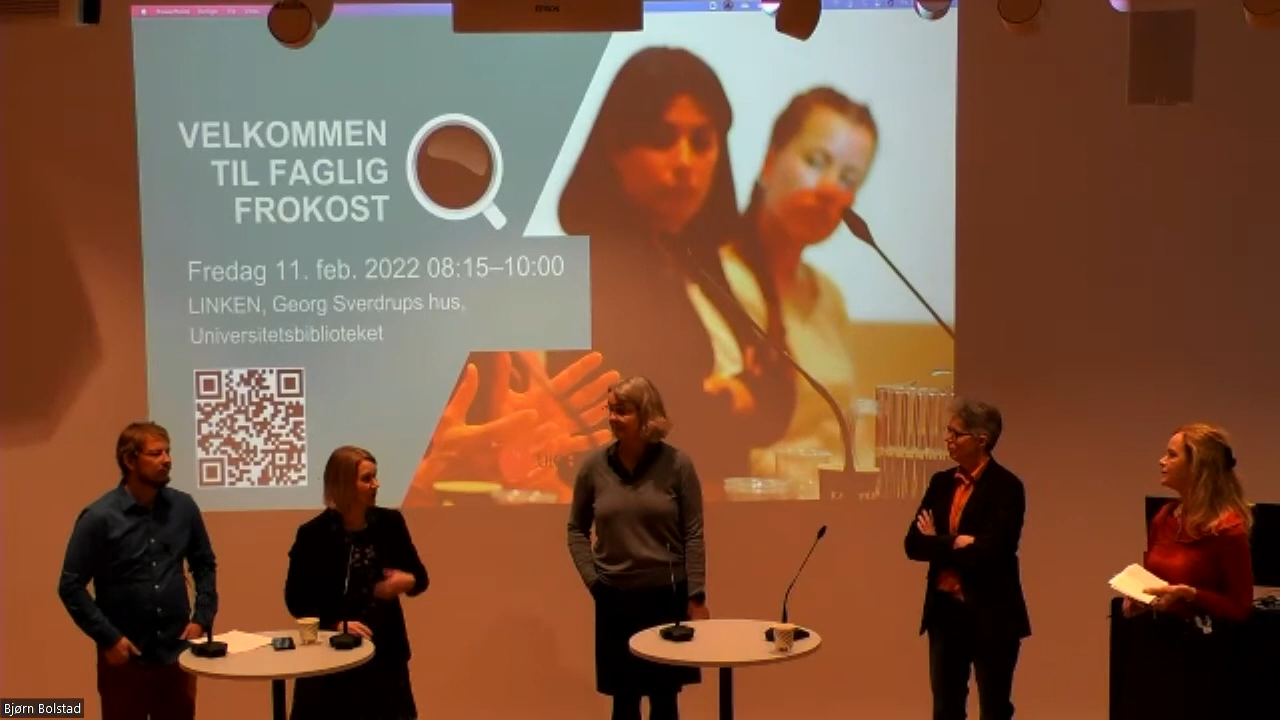 EPSON
VELKOMMEN
TIL FAGLIG
FROKOST
Fredag 11. feb. 2022 08:15–10:00
LINKEN, Georg Sverdrups hus,
Universitetsbiblioteket
Bjørn Bolstad